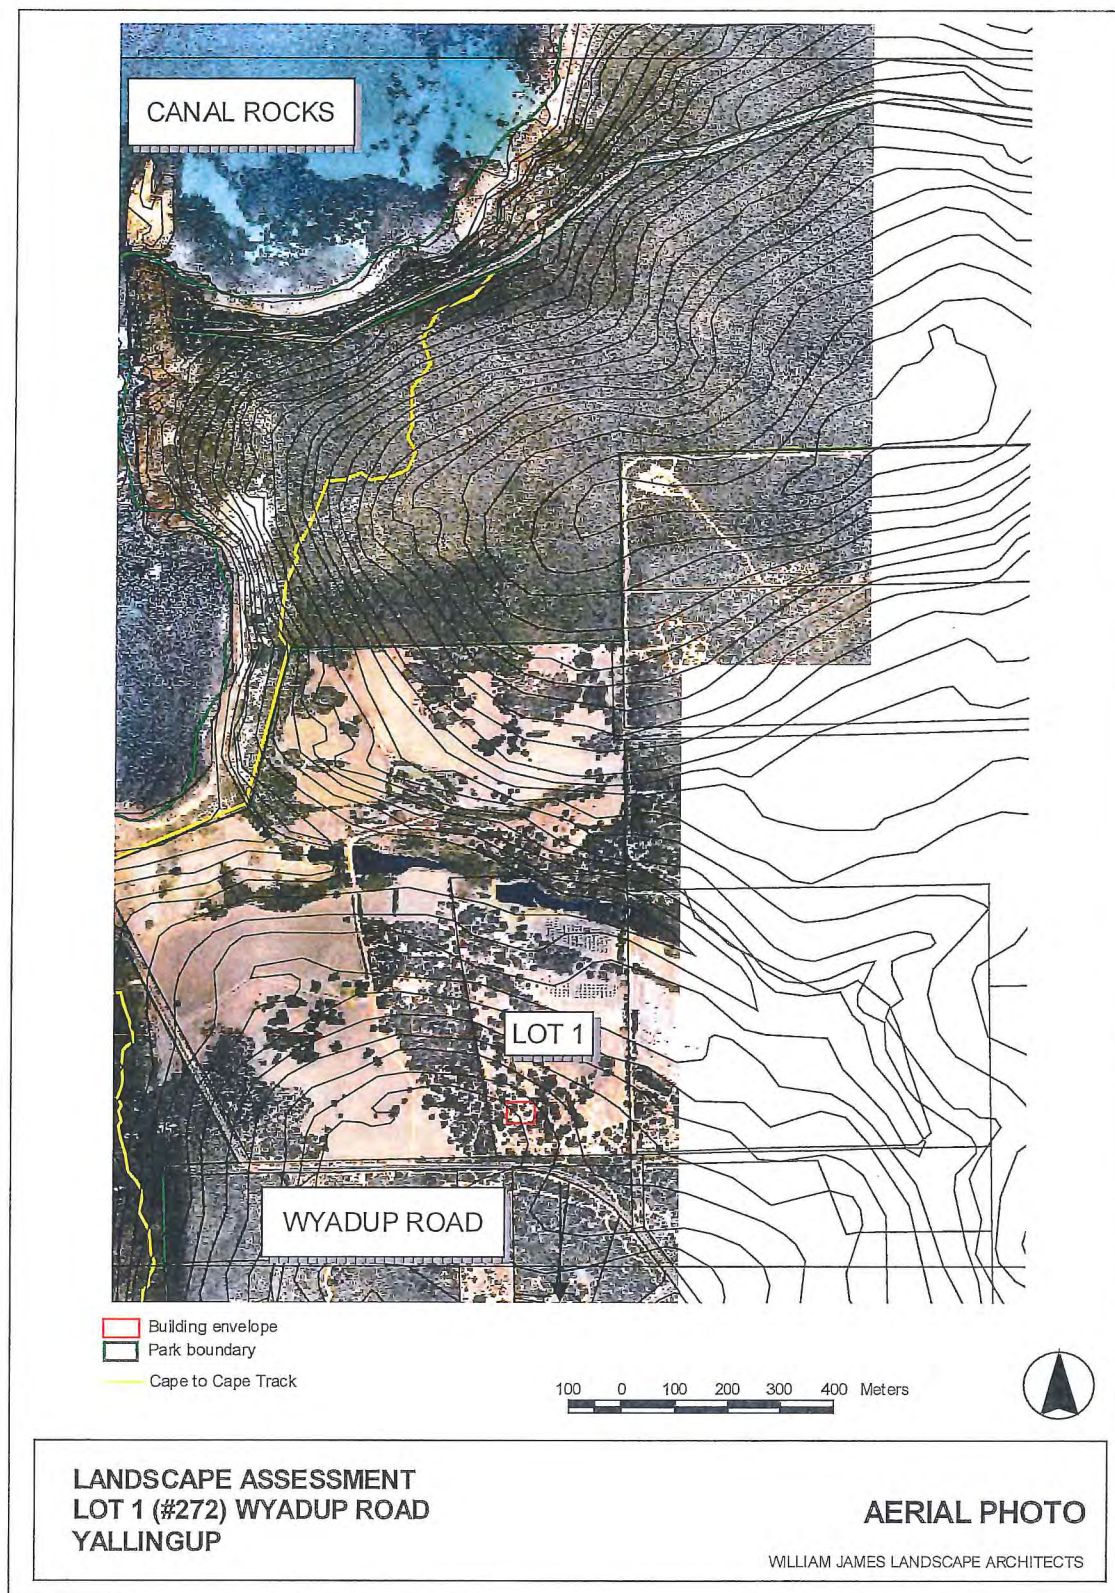 CANAL ROCKS
LOT 1
WYADUP ROAD
Building envelope
Park boundary
Cape to Cape Track
100 0 100 200 300 400 Meters
LANDSCAPE ASSESSMENT
LOT 1 (#272) WYADUP ROAD
YALLINGUP
AERIAL PHOTO
WILLIAM JAMES LANDSCAPE ARCHITECTS